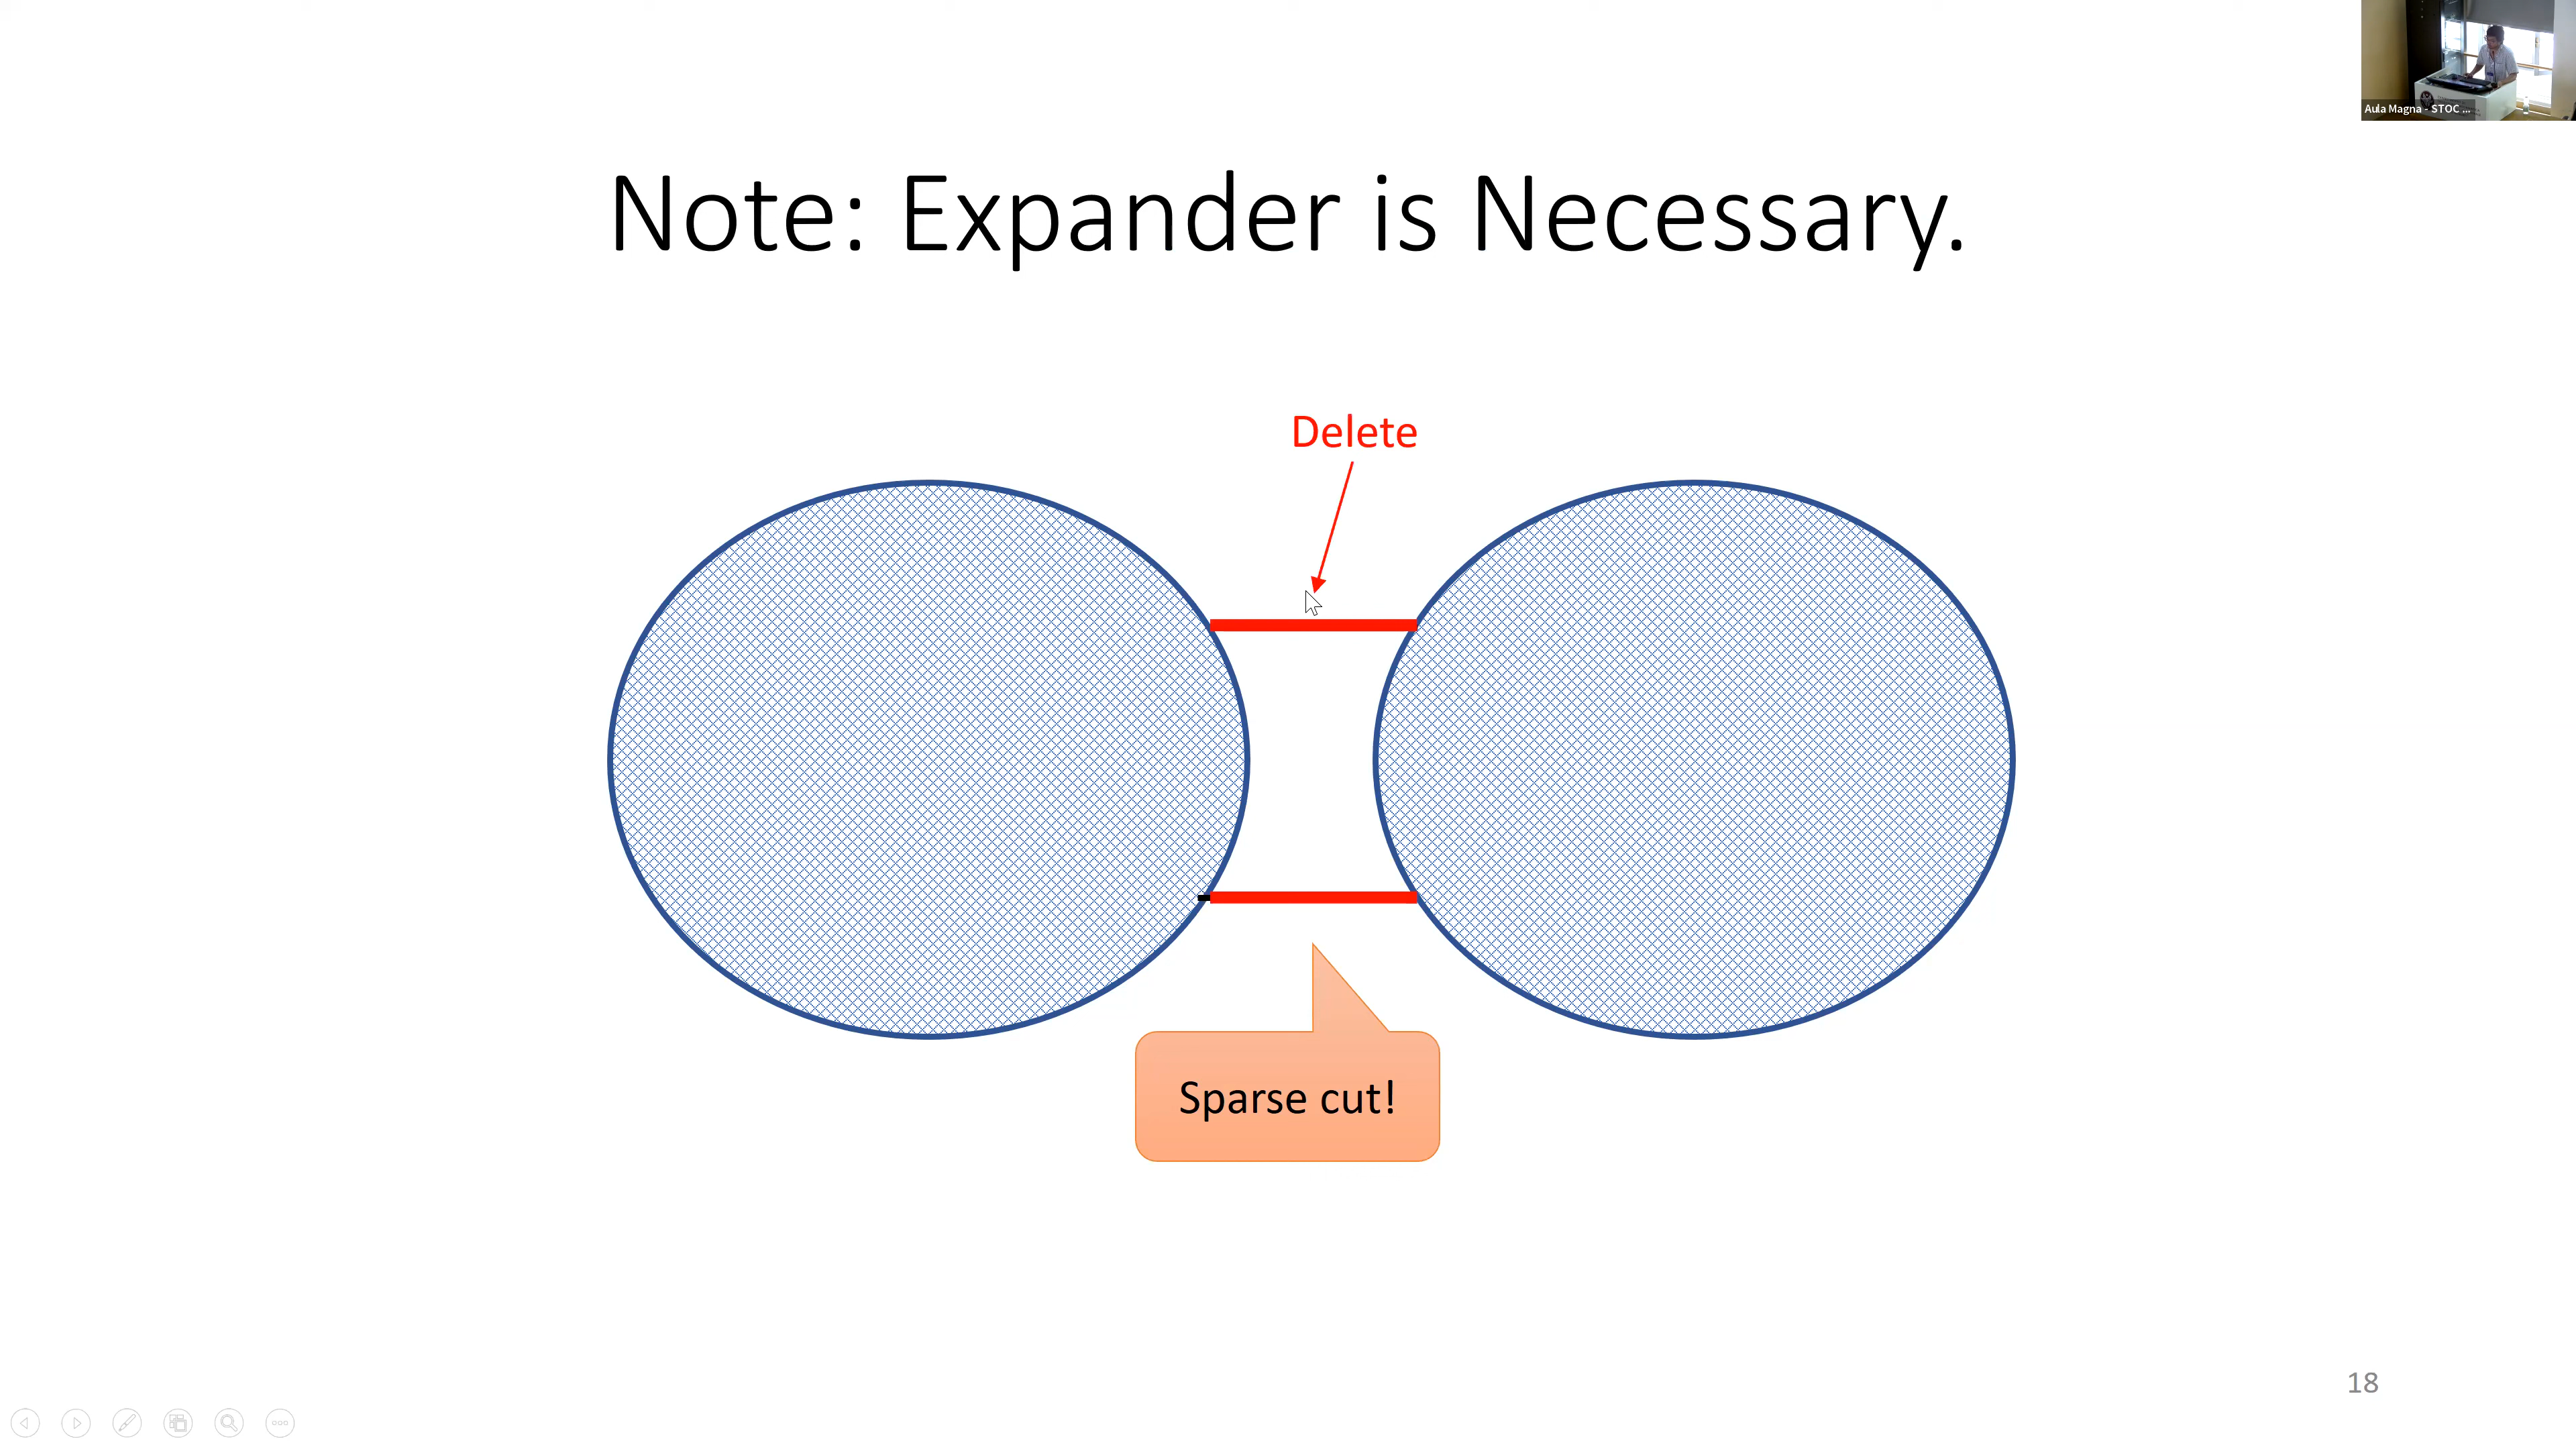 Aula Magna - STOC ...
Note: Expander is Necessary.
Delete
Sparse cut!
18